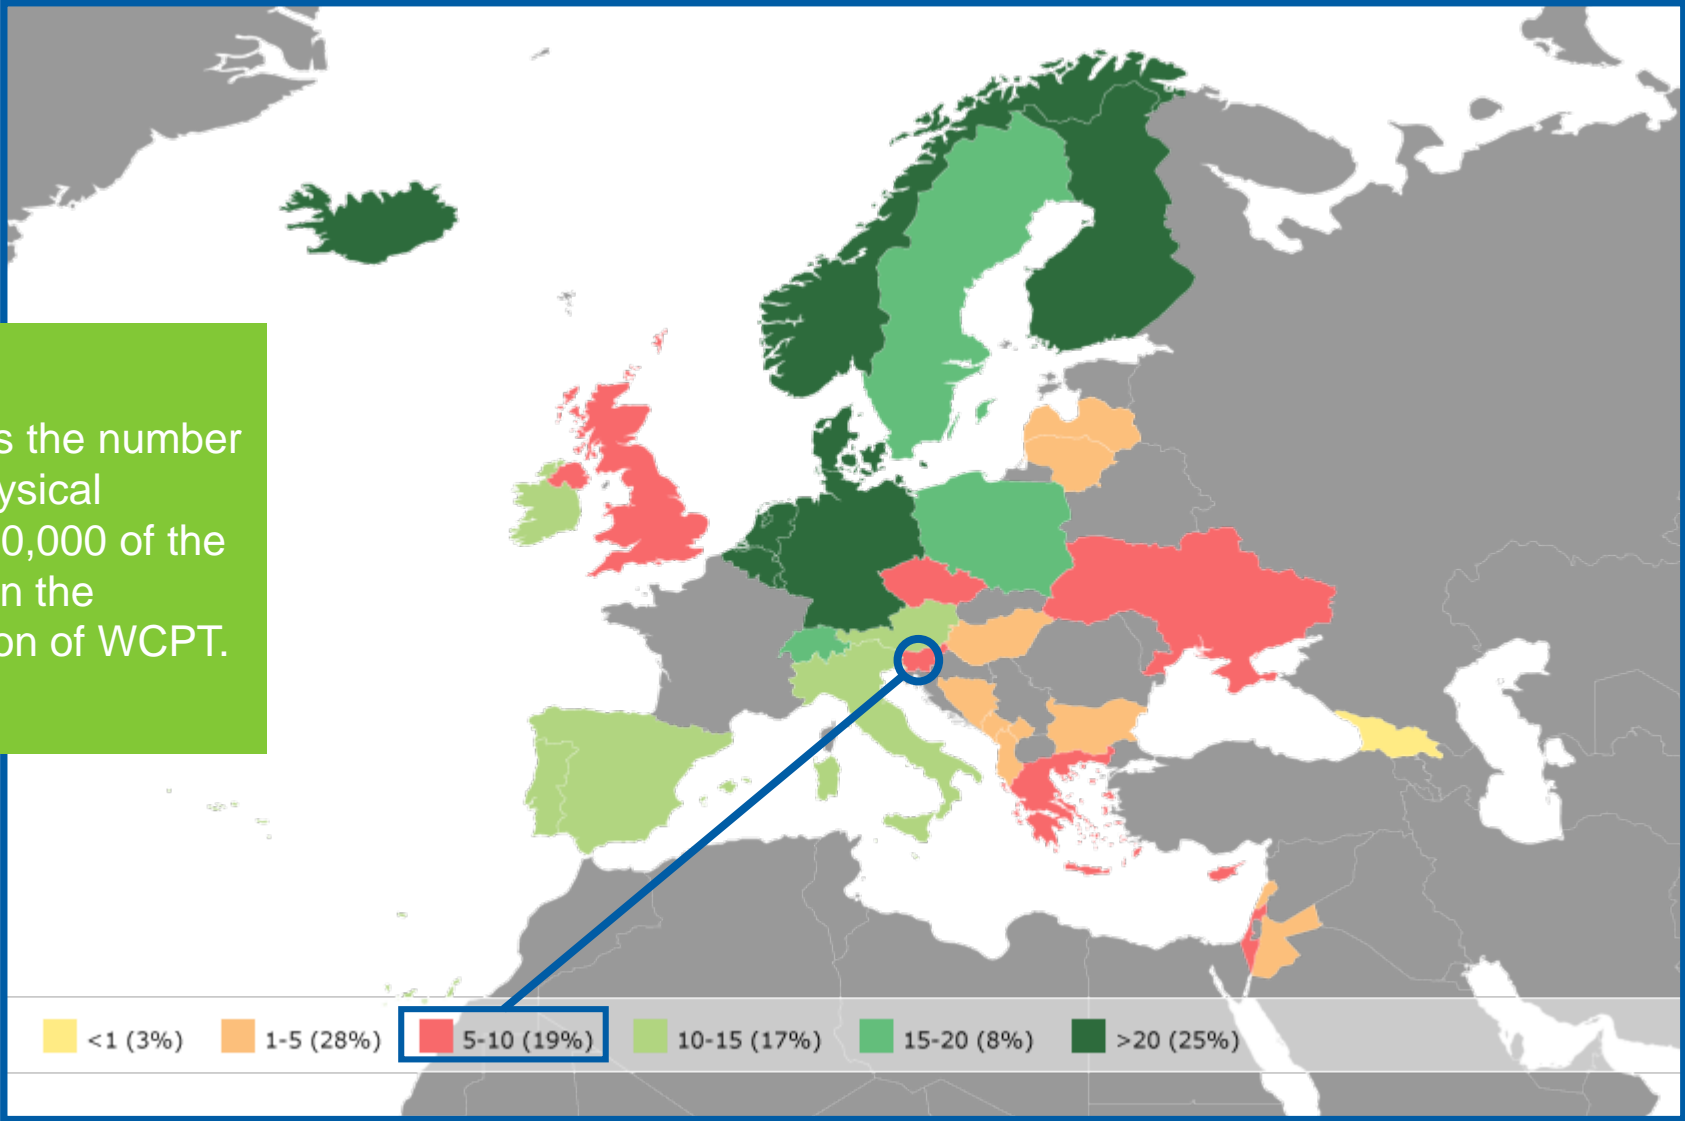 s the number
ysical
0,000 of the
n the
on of WCPT.
<1 (3%) 1-5 (28%) 5-10 (19%) 10-15 (17%) 15-20 (8%) >20 (25%)